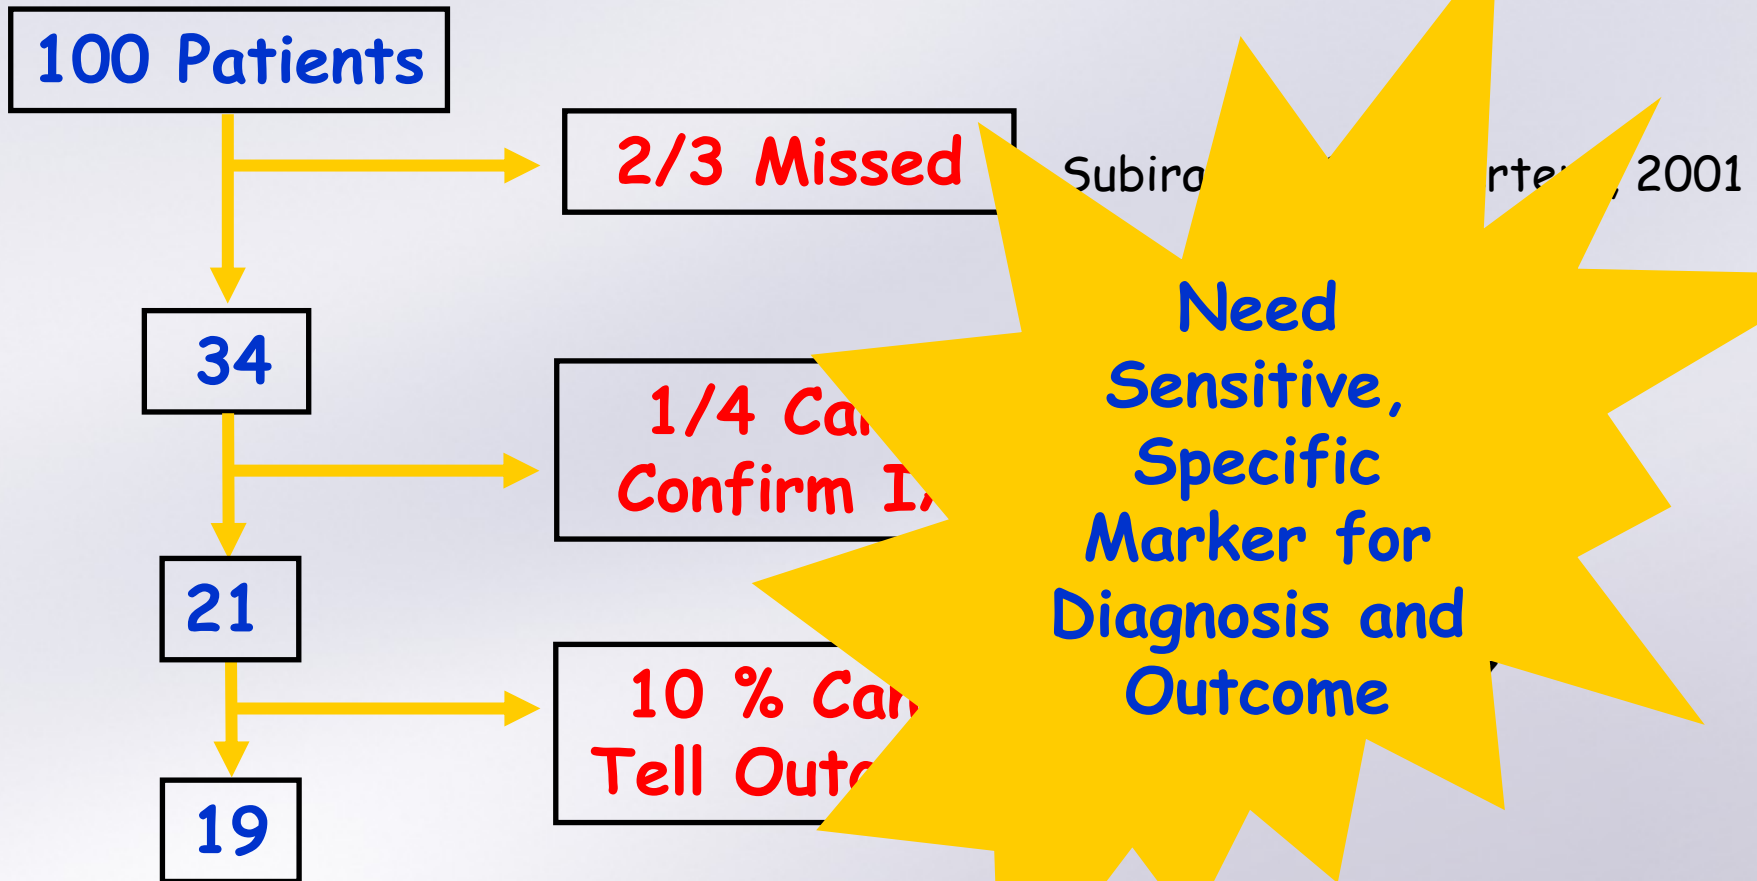 100 Patients
2/3 Missed
2001
34
1/4
Confirm
21
10 %
Tell
19
Need
Sensitive,
Specific
Marker for
Diagnosis and
Outcome